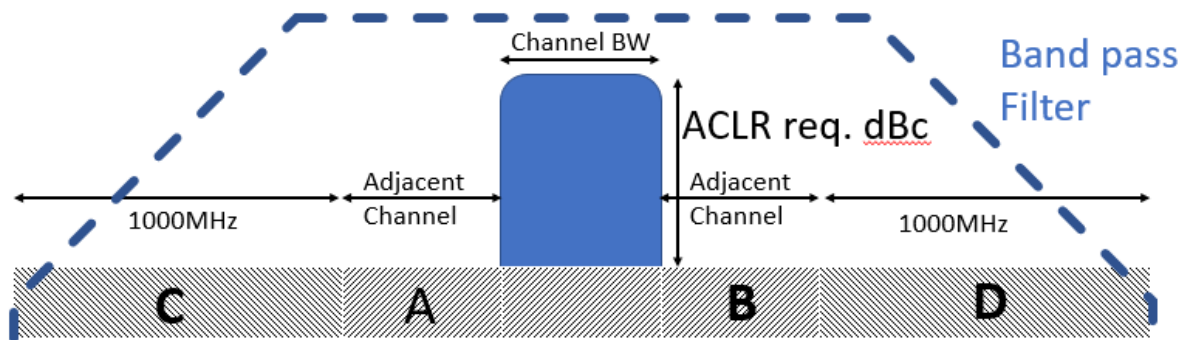 Channel BW
Band pass
Filter
ACLR req. dBc
Adjacent
Channel
Adjacent
Channel
1000MHz
1000MHz
C
A
B
D